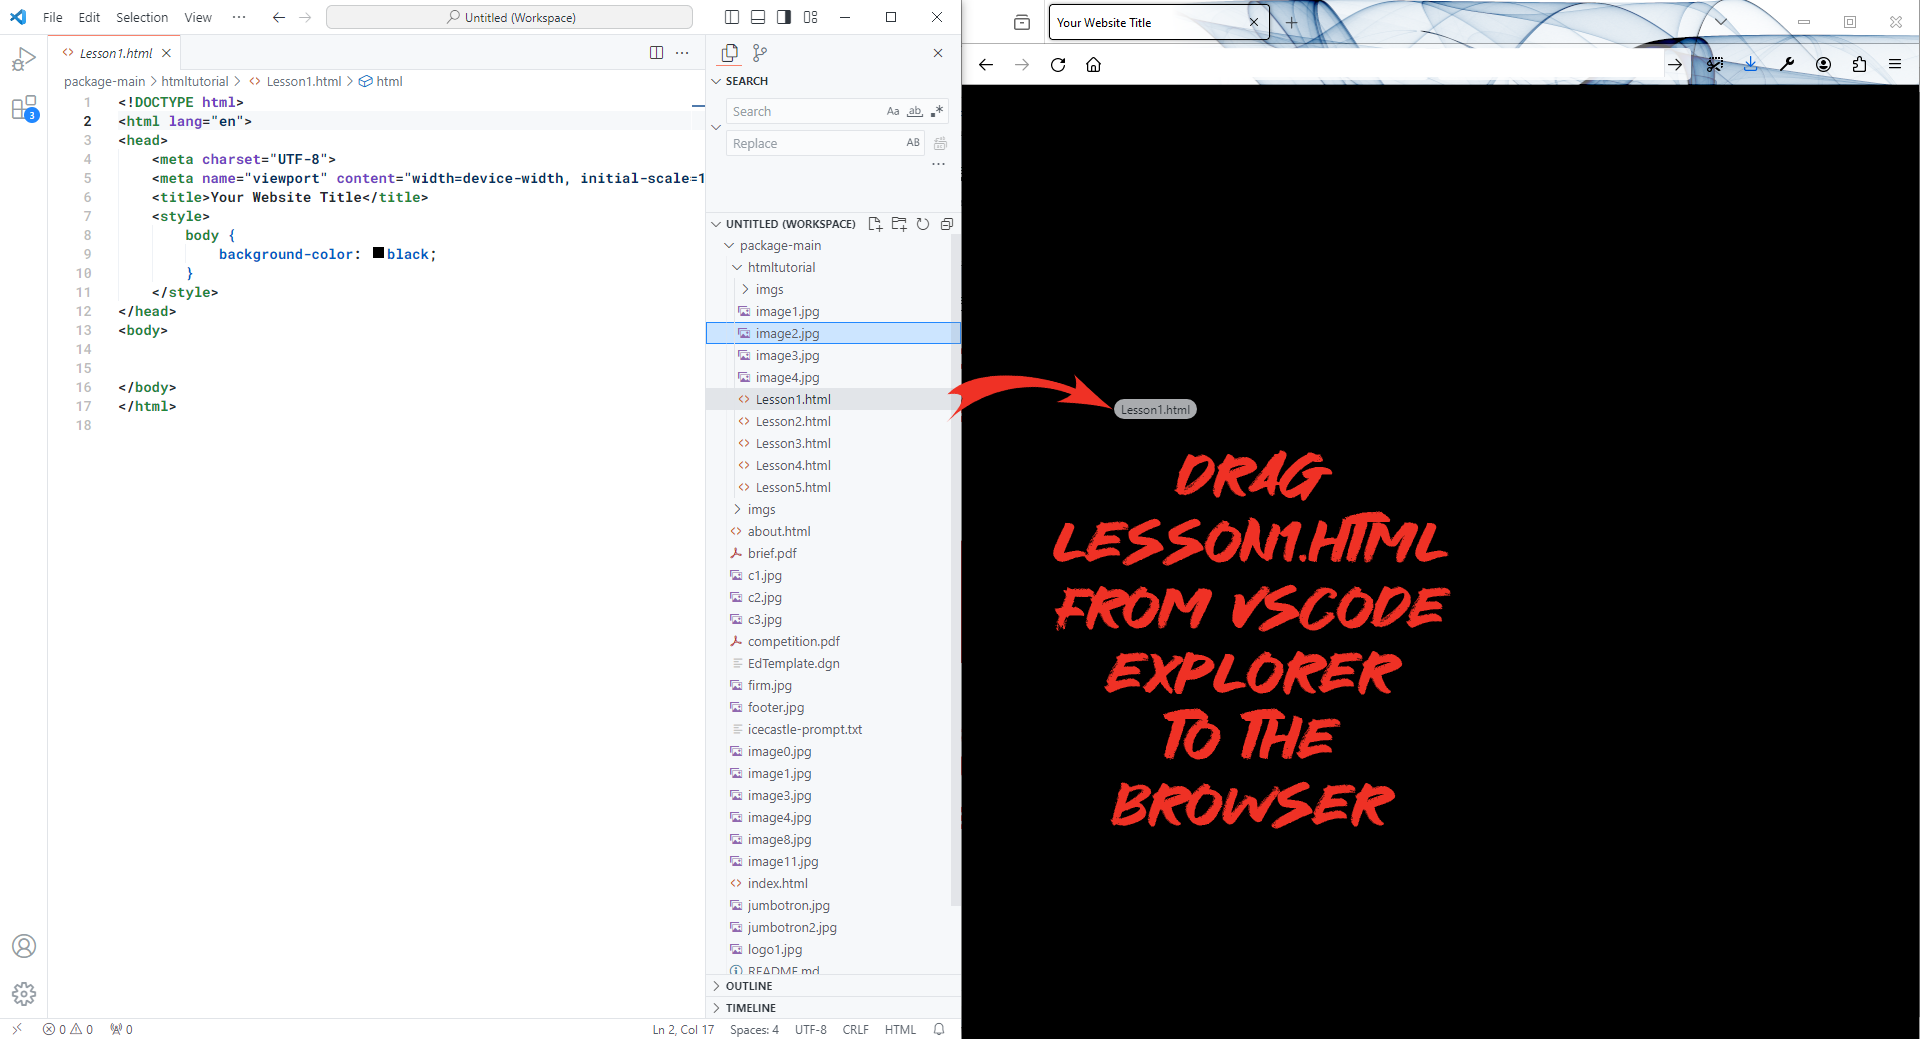 File Edit Selection View ··· Untitled (Workspace)
Lesson1.html
package-main > htmltutorial > Lesson1.html > html
1 <!DOCTYPE html>
2 <html lang="en">
3 <head>
4 <meta charset="UTF-8">
5 <meta name="viewport" content="width=device-width, initial-scale=1
6 <title>Your Website Title</title>
7 <style>
8 body {
9 background-color: black;
10 }
11 </style>
12 </head>
13 <body>
14
15
16 </body>
17 </html>
18
3
SEARCH
Search Aa ab .*
Replace AB
UNTITLED (WORKSPACE)
package-main
htmltutorial
imgs
image1.jpg
image2.jpg
image3.jpg
image4.jpg
Lesson1.html
Lesson2.html
Lesson3.html
Lesson4.html
Lesson5.html
imgs
about.html
brief.pdf
c1.jpg
c2.jpg
c3.jpg
competition.pdf
EdTemplate.dgn
firm.jpg
footer.jpg
icecastle-prompt.txt
image0.jpg
image1.jpg
image3.jpg
image4.jpg
image8.jpg
image11.jpg
index.html
jumbotron.jpg
jumbotron2.jpg
logo1.jpg
README.md
OUTLINE
TIMELINE
0 0 0 Ln 2, Col 17 Spaces: 4 UTF-8 CRLF HTML
Your Website Title
Lesson1.html
DRAG
LESSON1.HTML
FROM VSCODE
EXPLORER
TO THE
BROWSER